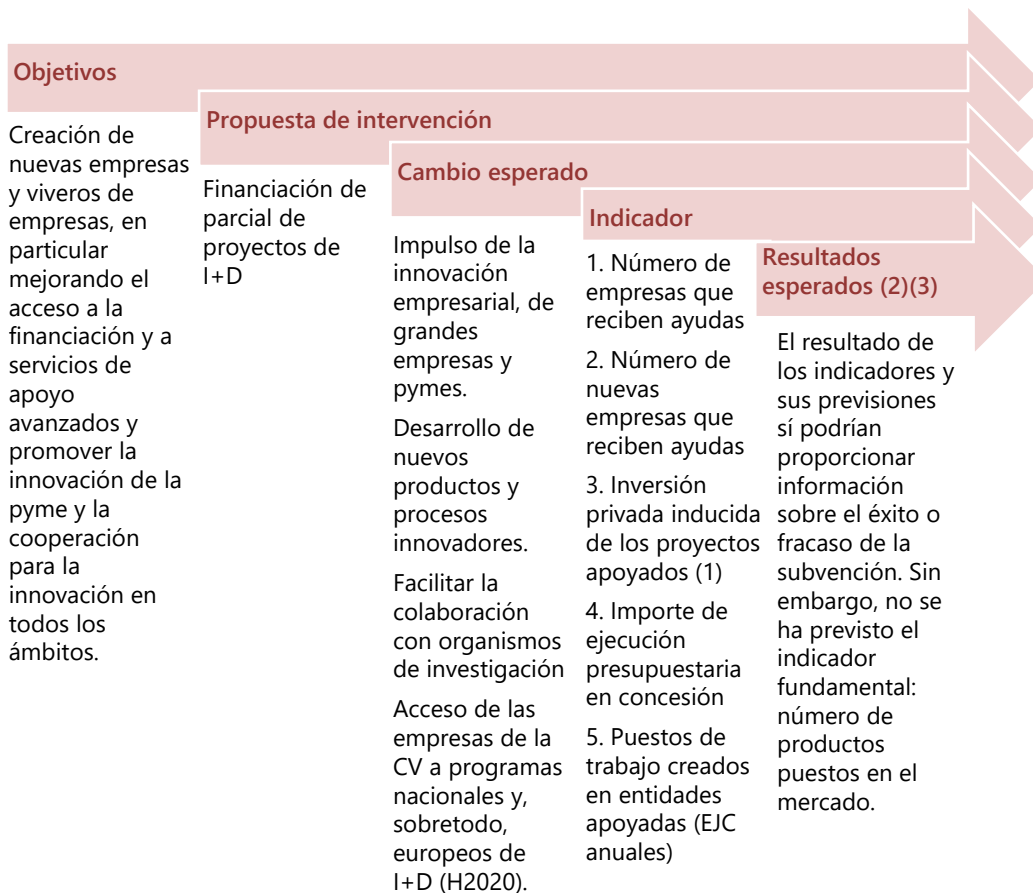 Objetivos
Creación de
nuevas empresas
y viveros de
empresas, en
particular
mejorando el
acceso a la
financiación y a
servicios de
apoyo
avanzados y
promover la
innovación de la
pyme y la
cooperación
para la
innovación en
todos los
ámbitos.
Propuesta de intervención
Financiación de
parcial de
proyectos de
I+D
Cambio esperado
Impulso de la
innovación
empresarial, de
grandes
empresas y
pymes.
Desarrollo de
nuevos
productos y
procesos
innovadores.
Facilitar la
colaboración
con organismos
de investigación
Acceso de las
empresas de la
CV a programas
nacionales y,
sobretodo,
europeos de
I+D (H2020).
Indicador
1. Número de
empresas que
reciben ayudas
2. Número de
nuevas
empresas que
reciben ayudas
3. Inversión
privada inducida
de los proyectos
apoyados (1)
4. Importe de
ejecución
presupuestaria
en concesión
5. Puestos de
trabajo creados
en entidades
apoyadas (EJC
anuales)
Resultados
esperados (2)(3)
El resultado de
los indicadores y
sus previsiones
sí podrían
proporcionar
información
sobre el éxito o
fracaso de la
subvención. Sin
embargo, no se
ha previsto el
indicador
fundamental:
número de
productos
puestos en el
mercado.